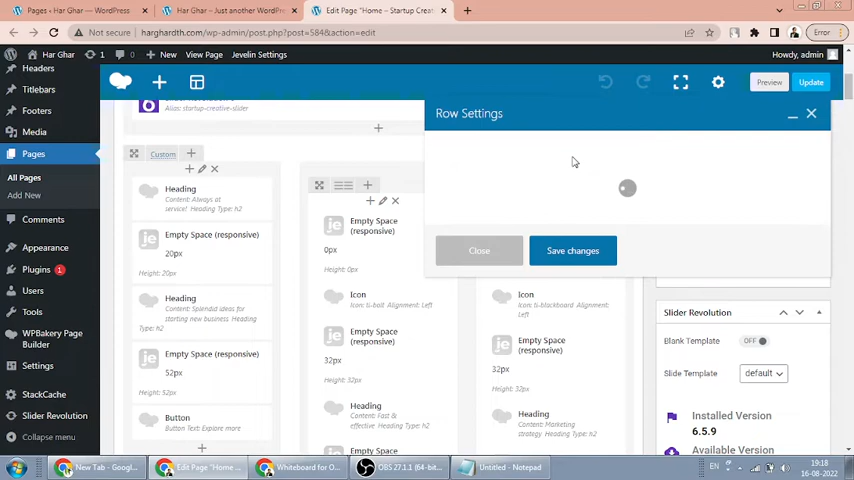 Pages ‹ Har Ghar — WordPress
Har Ghar – Just another WordPres
Edit Page "Home – Startup Creat
Not secure | harghardth.com/wp-admin/post.php?post=584&action=edit
Error
Har Ghar
1
New
View Page
Jevelin Settings
Howdy, admin
Headers
Titlebars
Footers
Media
Pages
All Pages
Add New
Comments
Appearance
Plugins 1
Users
Tools
WPBakery Page
Builder
Settings
StackCache
Slider Revolution
Collapse menu
Preview
Update
Alias: startup-creative-slider
Row Settings
Close
Save changes
Custom
Heading
Content: Always at
service! Heading Type: h2
Empty Space (responsive)
20px
Height: 20px
Heading
Content: Splendid ideas for
starting new business Heading
Type: h2
Empty Space (responsive)
52px
Height: 52px
Button
Button Text: Explore more
Empty Space
(responsive)
0px
Height: 0px
Icon
Icon: ti-bolt Alignment: Left
Empty Space
(responsive)
32px
Height: 32px
Heading
Content: Fast &
effective Heading Type: h2
Empty Space
Icon
Icon: ti-blackboard Alignment:
Left
Empty Space
(responsive)
32px
Height: 32px
Heading
Content: Marketing
strategy Heading Type: h2
Slider Revolution
Blank Template
OFF
Slide Template
default
Installed Version
6.5.9
Available Version
New Tab - Googl...
Edit Page "Home ...
Whiteboard for O...
OBS 27.1.1 (64-bit...
Untitled - Notepad
EN
19:18
16-08-2022